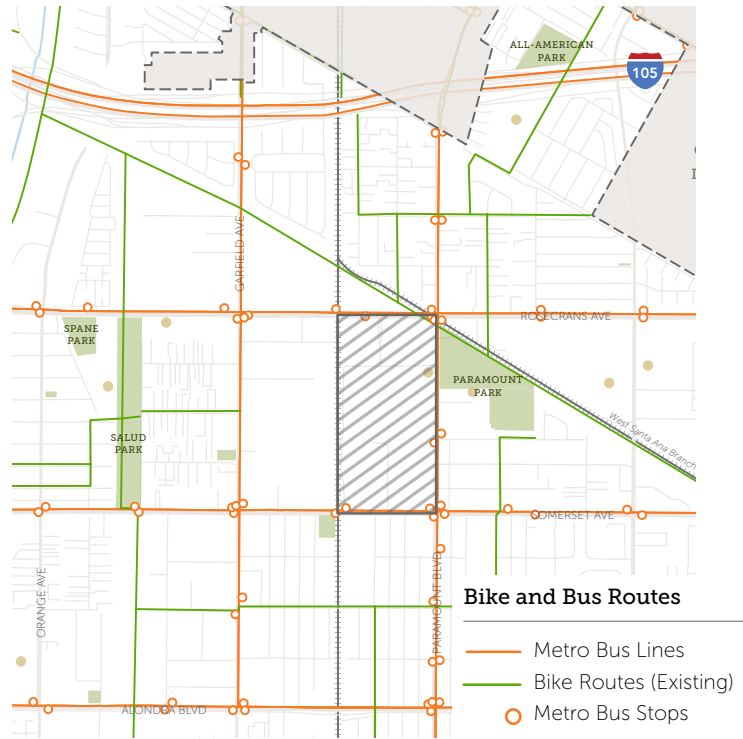 ALL-AMERICAN
PARK
105
GARFIELD AVE
ROSECRANS AVE
SPANE
PARK
PARAMOUNT
PARK
West Santa Ana Branch
SALUD
PARK
SOMERSET AVE
ORANGE AVE
PARAMOUNT BLVD
ALONDRA BLVD
Bike and Bus Routes
Metro Bus Lines
Bike Routes (Existing)
Metro Bus Stops